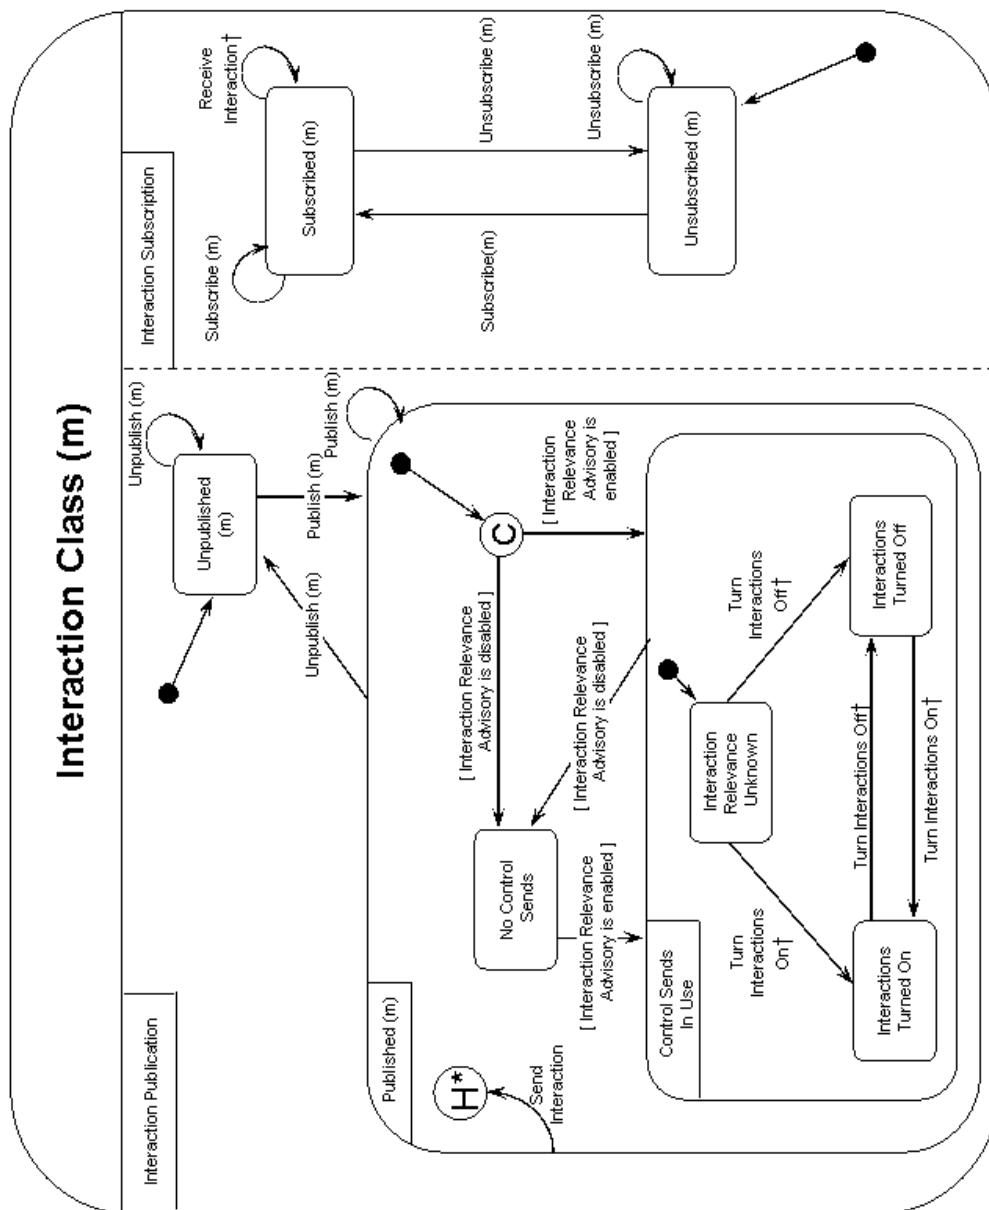 Interaction Class (m)
Interaction Publication
Interaction Subscription
Unpublished
(m)
Unpublish (m)
Publish (m)
Unpublish (m)
Publish (m)
Published (m)
H*
Send
Interaction
C
[ Interaction Relevance
Advisory is disabled ]
[ Interaction
Relevance
Advisory is
enabled ]
No Control
Sends
[ Interaction Relevance
Advisory is disabled ]
[ Interaction Relevance
Advisory is enabled ]
Control Sends
In Use
Interaction
Relevance
Unknown
Turn
Interactions
On†
Turn
Interactions
Off†
Interactions
Turned On
Turn Interactions Off†
Turn Interactions On†
Interactions
Turned Off
Subscribe (m)
Receive
Interaction†
Subscribed (m)
Subscribe(m)
Unsubscribe (m)
Unsubscribe (m)
Unsubscribed (m)